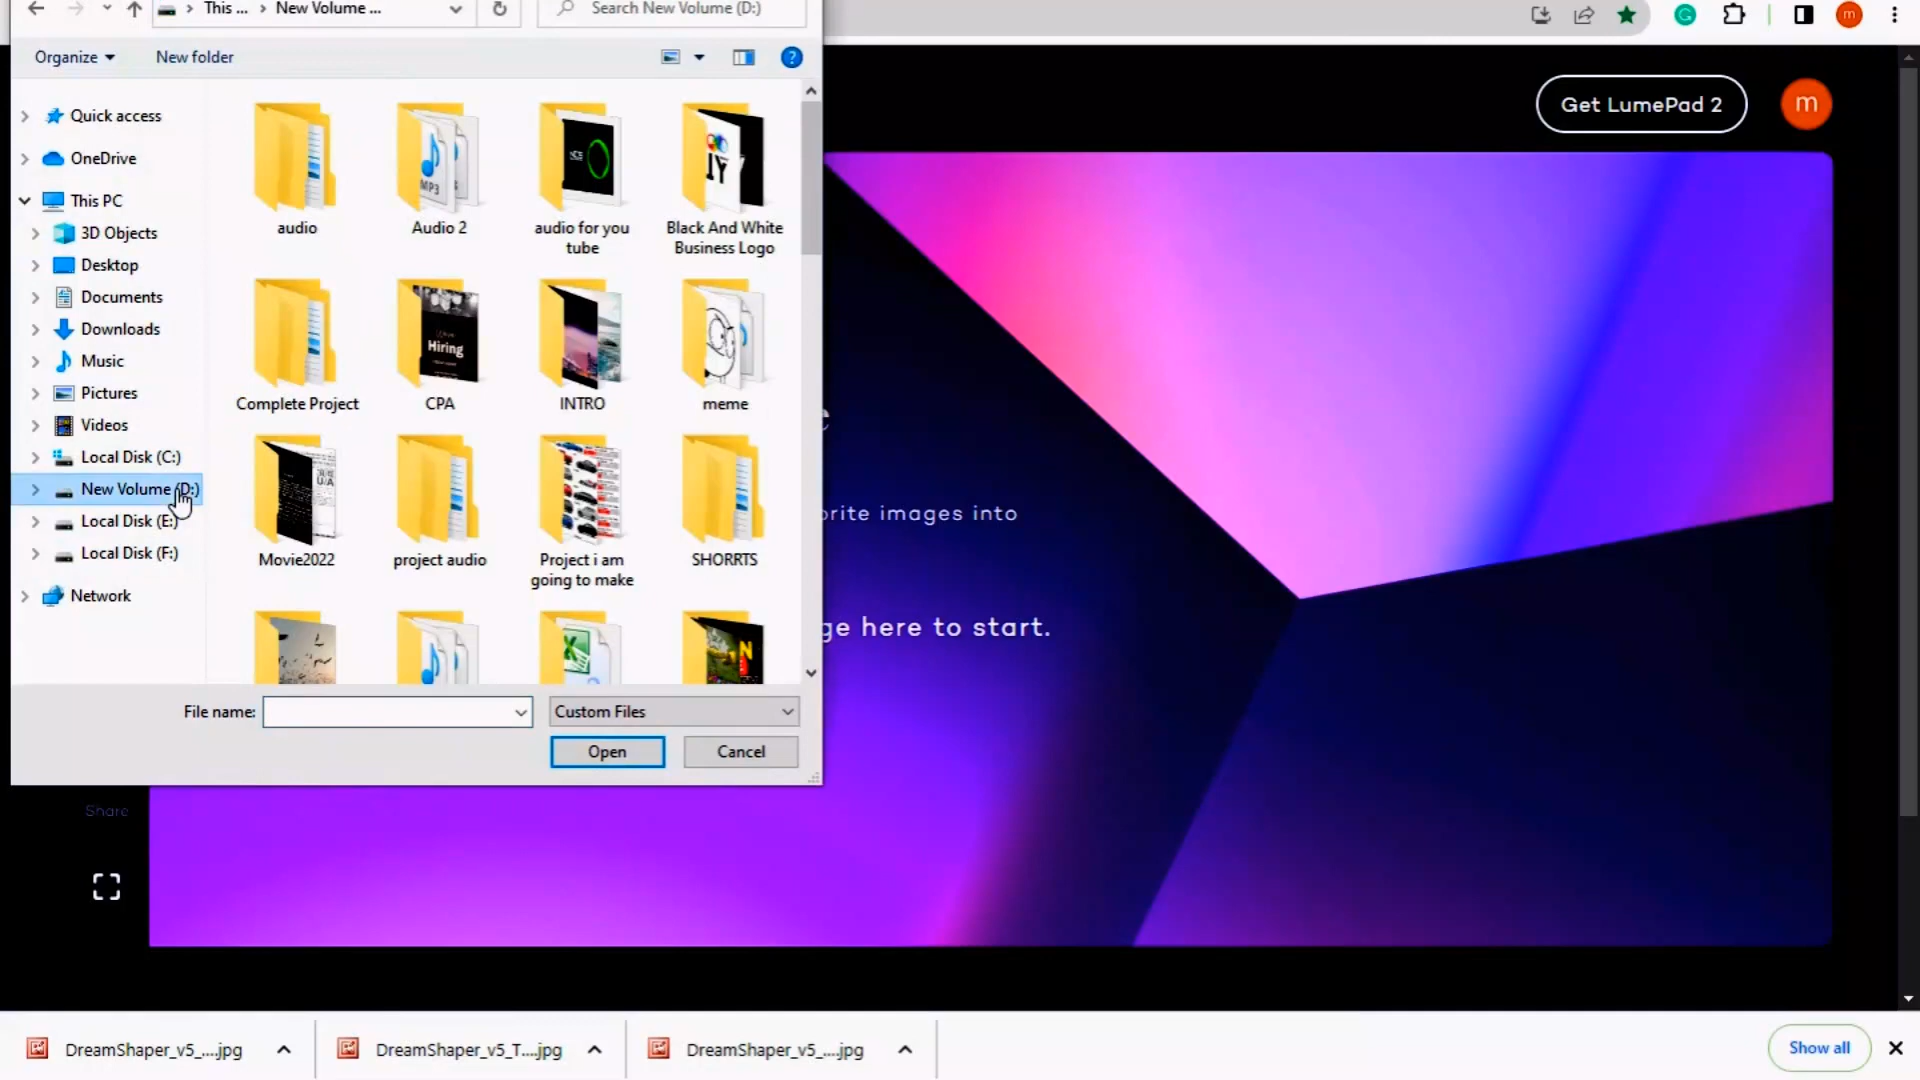 This ... New Volume ... Search New Volume (D:)
Organize New folder
Quick access
OneDrive
This PC
3D Objects
Desktop
Documents
Downloads
Music
Pictures
Videos
Local Disk (C:)
New Volume (D:)
Local Disk (E:)
Local Disk (F:)
Network
MP3
audio Audio 2 audio for you tube Black And White Business Logo
Hiring
Complete Project CPA INTRO meme
Movie2022 project audio Project i am going to make SHORRTS
File name: Custom Files
Open Cancel
Get LumePad 2 m
m
e
orite images into
ge here to start.
Share
DreamShaper_v5_....jpg DreamShaper_v5_T....jpg DreamShaper_v5_....jpg Show all